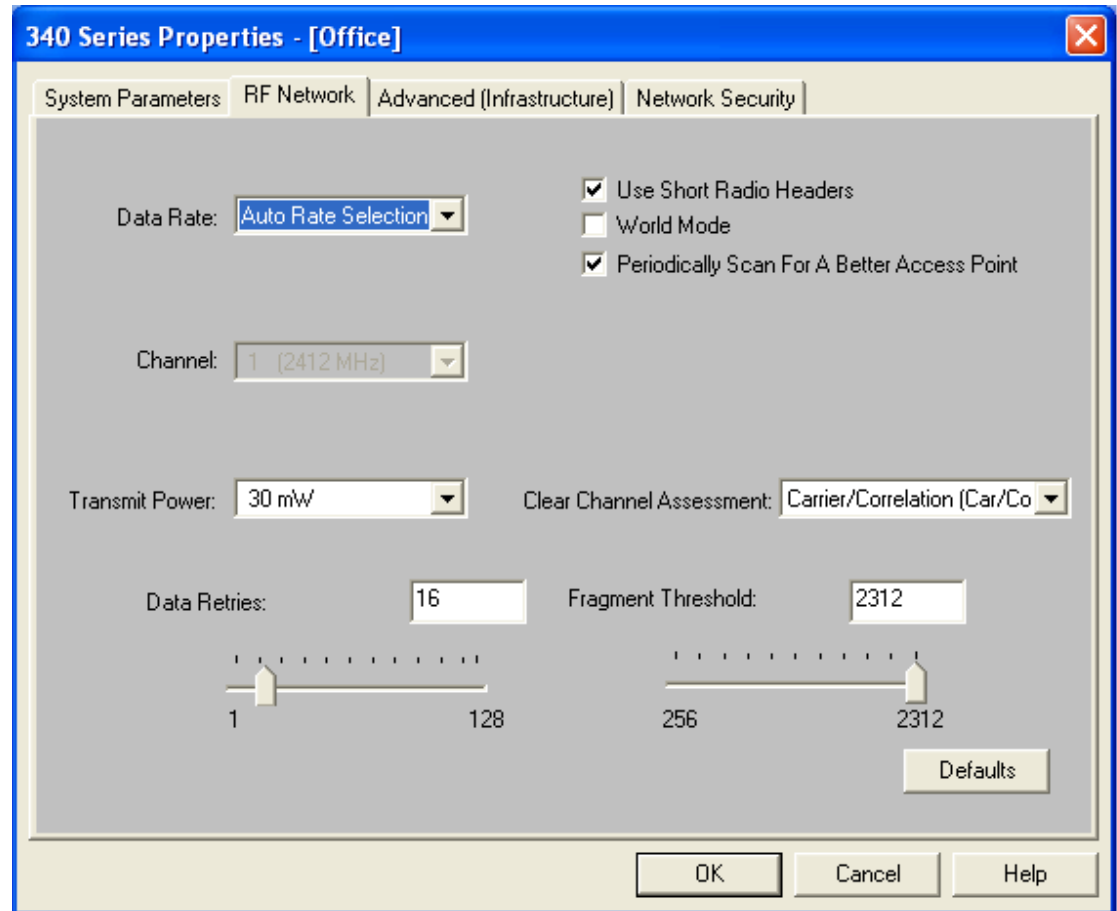 340 Series Properties - [Office]
System Parameters RF Network Advanced (Infrastructure) Network Security
Data Rate: Auto Rate Selection
Use Short Radio Headers
World Mode
Periodically Scan For A Better Access Point
Channel: 1 (2412 MHz)
Transmit Power: 30 mW Clear Channel Assessment: Carrier/Correlation (Car/Co
Data Retries: 16 Fragment Threshold: 2312
1 128 256 2312
Defaults
OK Cancel Help